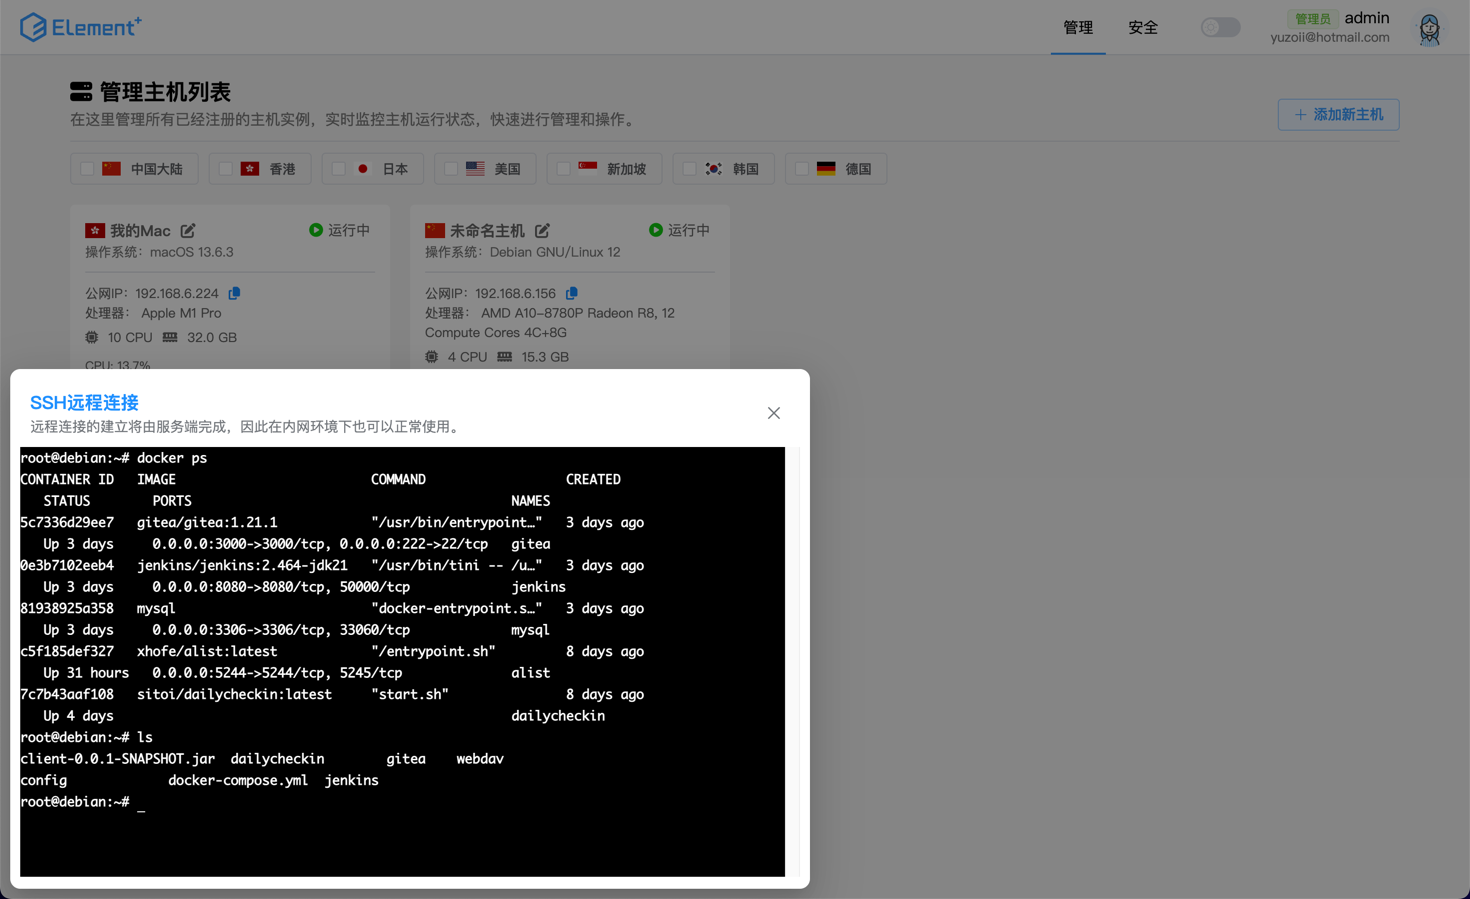 Element+
管理
安全
管理员 admin
yuzoii@hotmail.com
管理主机列表
在这里管理所有已经注册的主机实例，实时监控主机运行状态，快速进行管理和操作。
添加新主机
中国大陆
香港
日本
美国
新加坡
韩国
德国
我的Mac
运行中
操作系统：macOS 13.6.3
公网IP：192.168.6.224
处理器： Apple M1 Pro
10 CPU 32.0 GB
CPU: 13.7%
未命名主机
运行中
操作系统：Debian GNU/Linux 12
公网IP：192.168.6.156
处理器： AMD A10-8780P Radeon R8, 12
Compute Cores 4C+8G
4 CPU 15.3 GB
SSH远程连接
远程连接的建立将由服务端完成，因此在内网环境下也可以正常使用。
root@debian:~# docker ps
CONTAINER ID   IMAGE                         COMMAND                  CREATED
   STATUS        PORTS                                         NAMES
5c7336d29ee7   gitea/gitea:1.21.1            "/usr/bin/entrypoint…"   3 days ago
   Up 3 days     0.0.0.0:3000->3000/tcp, 0.0.0.0:222->22/tcp   gitea
0e3b7102eeb4   jenkins/jenkins:2.464-jdk21   "/usr/bin/tini -- /u…"   3 days ago
   Up 3 days     0.0.0.0:8080->8080/tcp, 50000/tcp             jenkins
81938925a358   mysql                         "docker-entrypoint.s…"   3 days ago
   Up 3 days     0.0.0.0:3306->3306/tcp, 33060/tcp             mysql
c5f185def327   xhofe/alist:latest            "/entrypoint.sh"         8 days ago
   Up 31 hours   0.0.0.0:5244->5244/tcp, 5245/tcp              alist
7c7b43aaf108   sitoi/dailycheckin:latest     "start.sh"               8 days ago
   Up 4 days                                                   dailycheckin
root@debian:~# ls
client-0.0.1-SNAPSHOT.jar  dailycheckin        gitea    webdav
config             docker-compose.yml  jenkins
root@debian:~# _